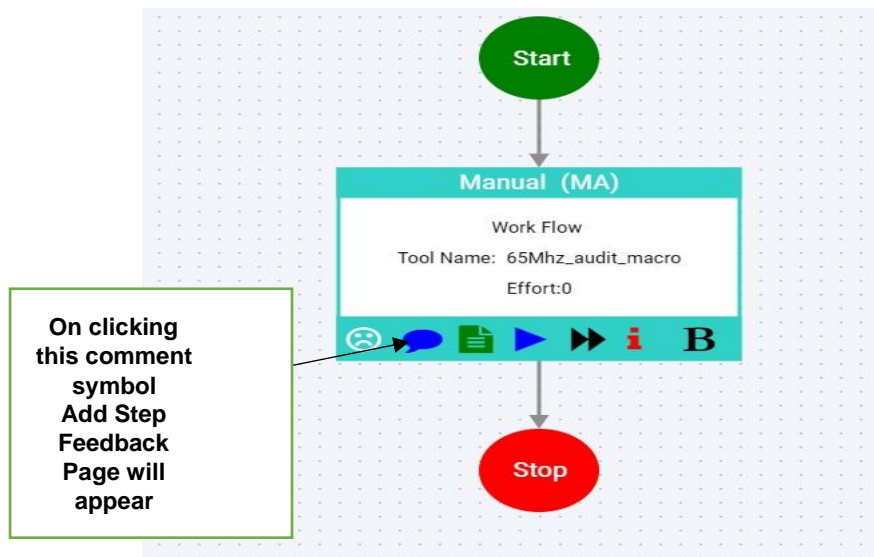 Start
Manual (MA)
Work Flow
Tool Name: 65Mhz_audit_macro
Effort:0
B
On clicking
this comment
symbol
Add Step
Feedback
Page will
appear
Stop